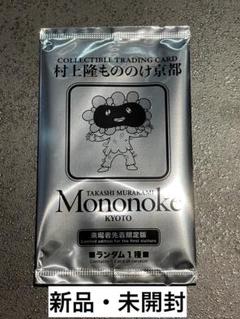 COLLECTIBLE TRADING CARD
村上隆もののけ京都
TAKASHI MURAKAMI
Mononoke
KYOTO
来場者先着限定版
Limited edition for the first visitors
■ランダム1種■
新品・未開封